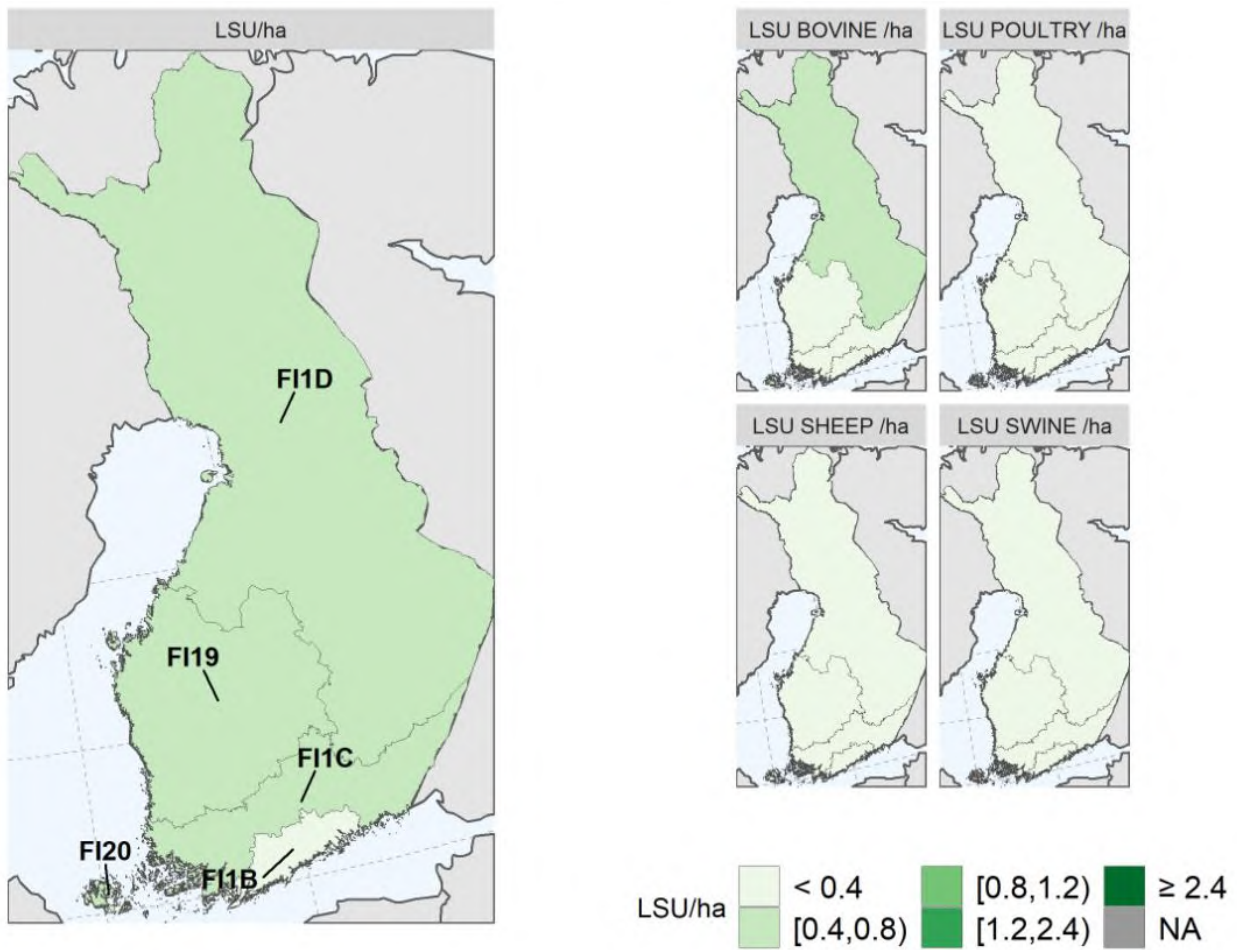 LSU/ha
FI1D
FI19
FI1C
FI20
FI1B
LSU BOVINE /ha
LSU POULTRY /ha
LSU SHEEP /ha
LSU SWINE /ha
LSU/ha
< 0.4
[0.4,0.8)
[0.8,1.2)
[1.2,2.4)
≥ 2.4
NA